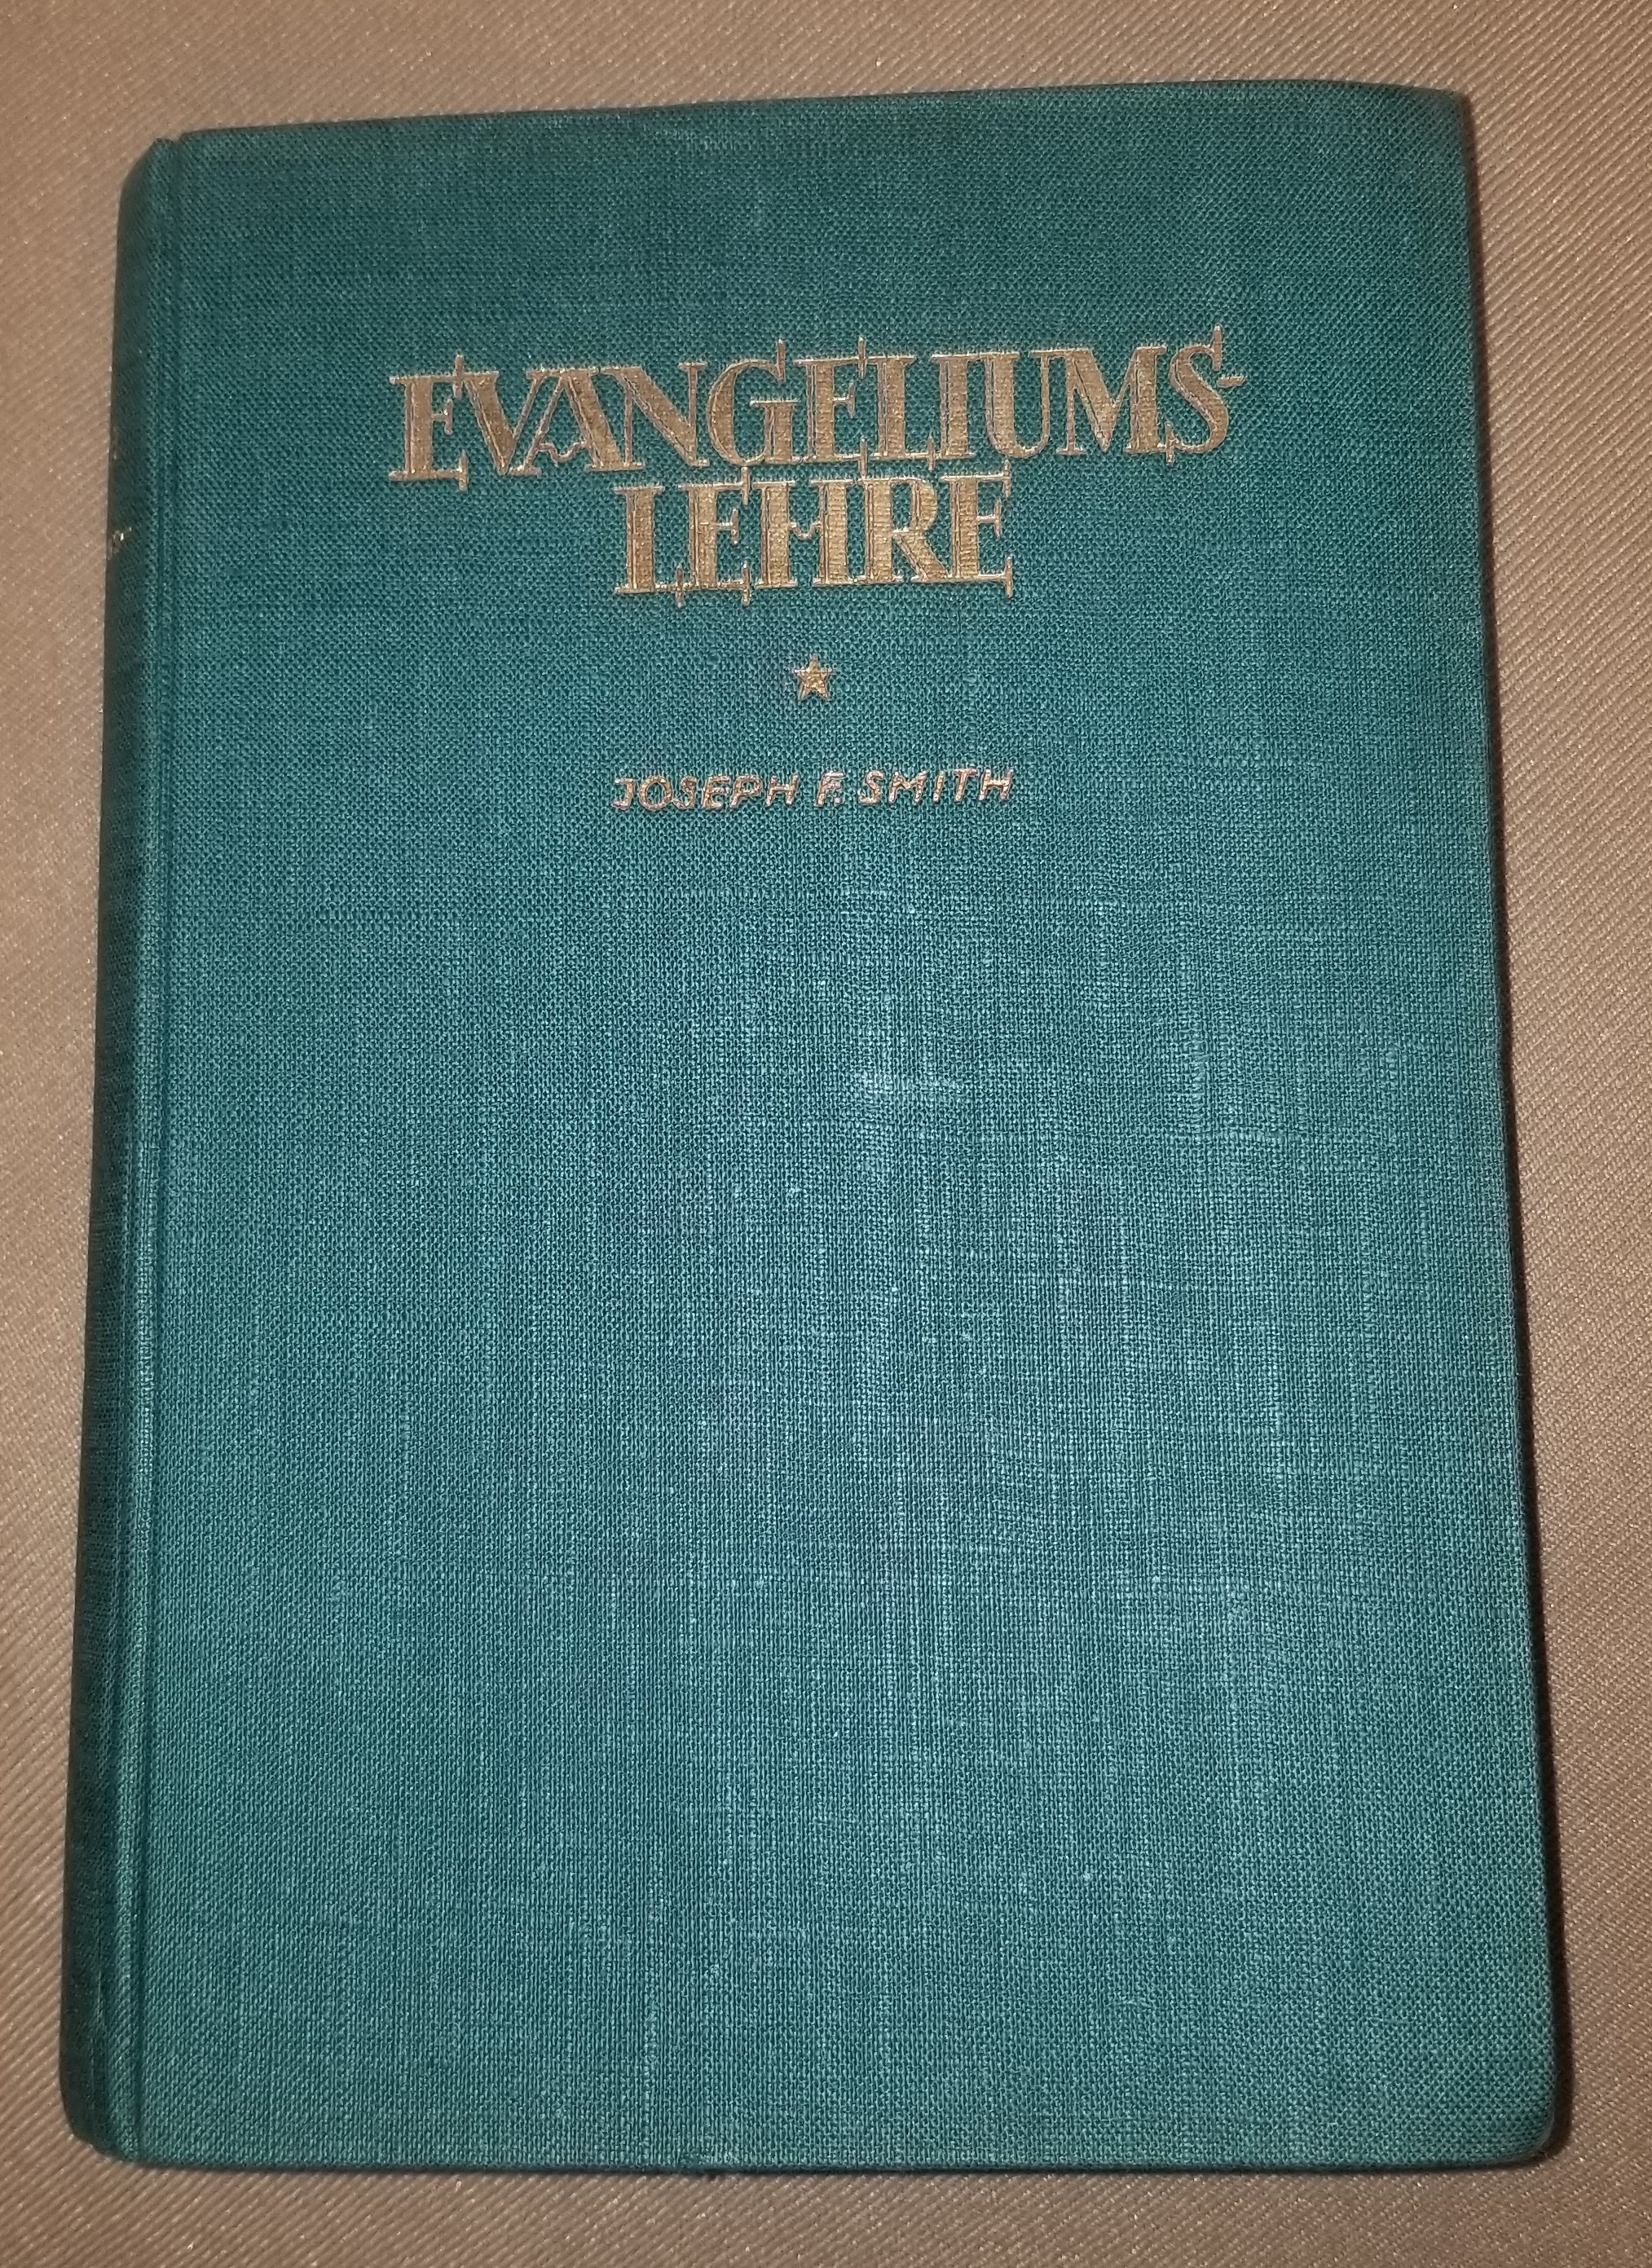 EVANGELIUMS-
LEHRE
JOSEPH F. SMITH